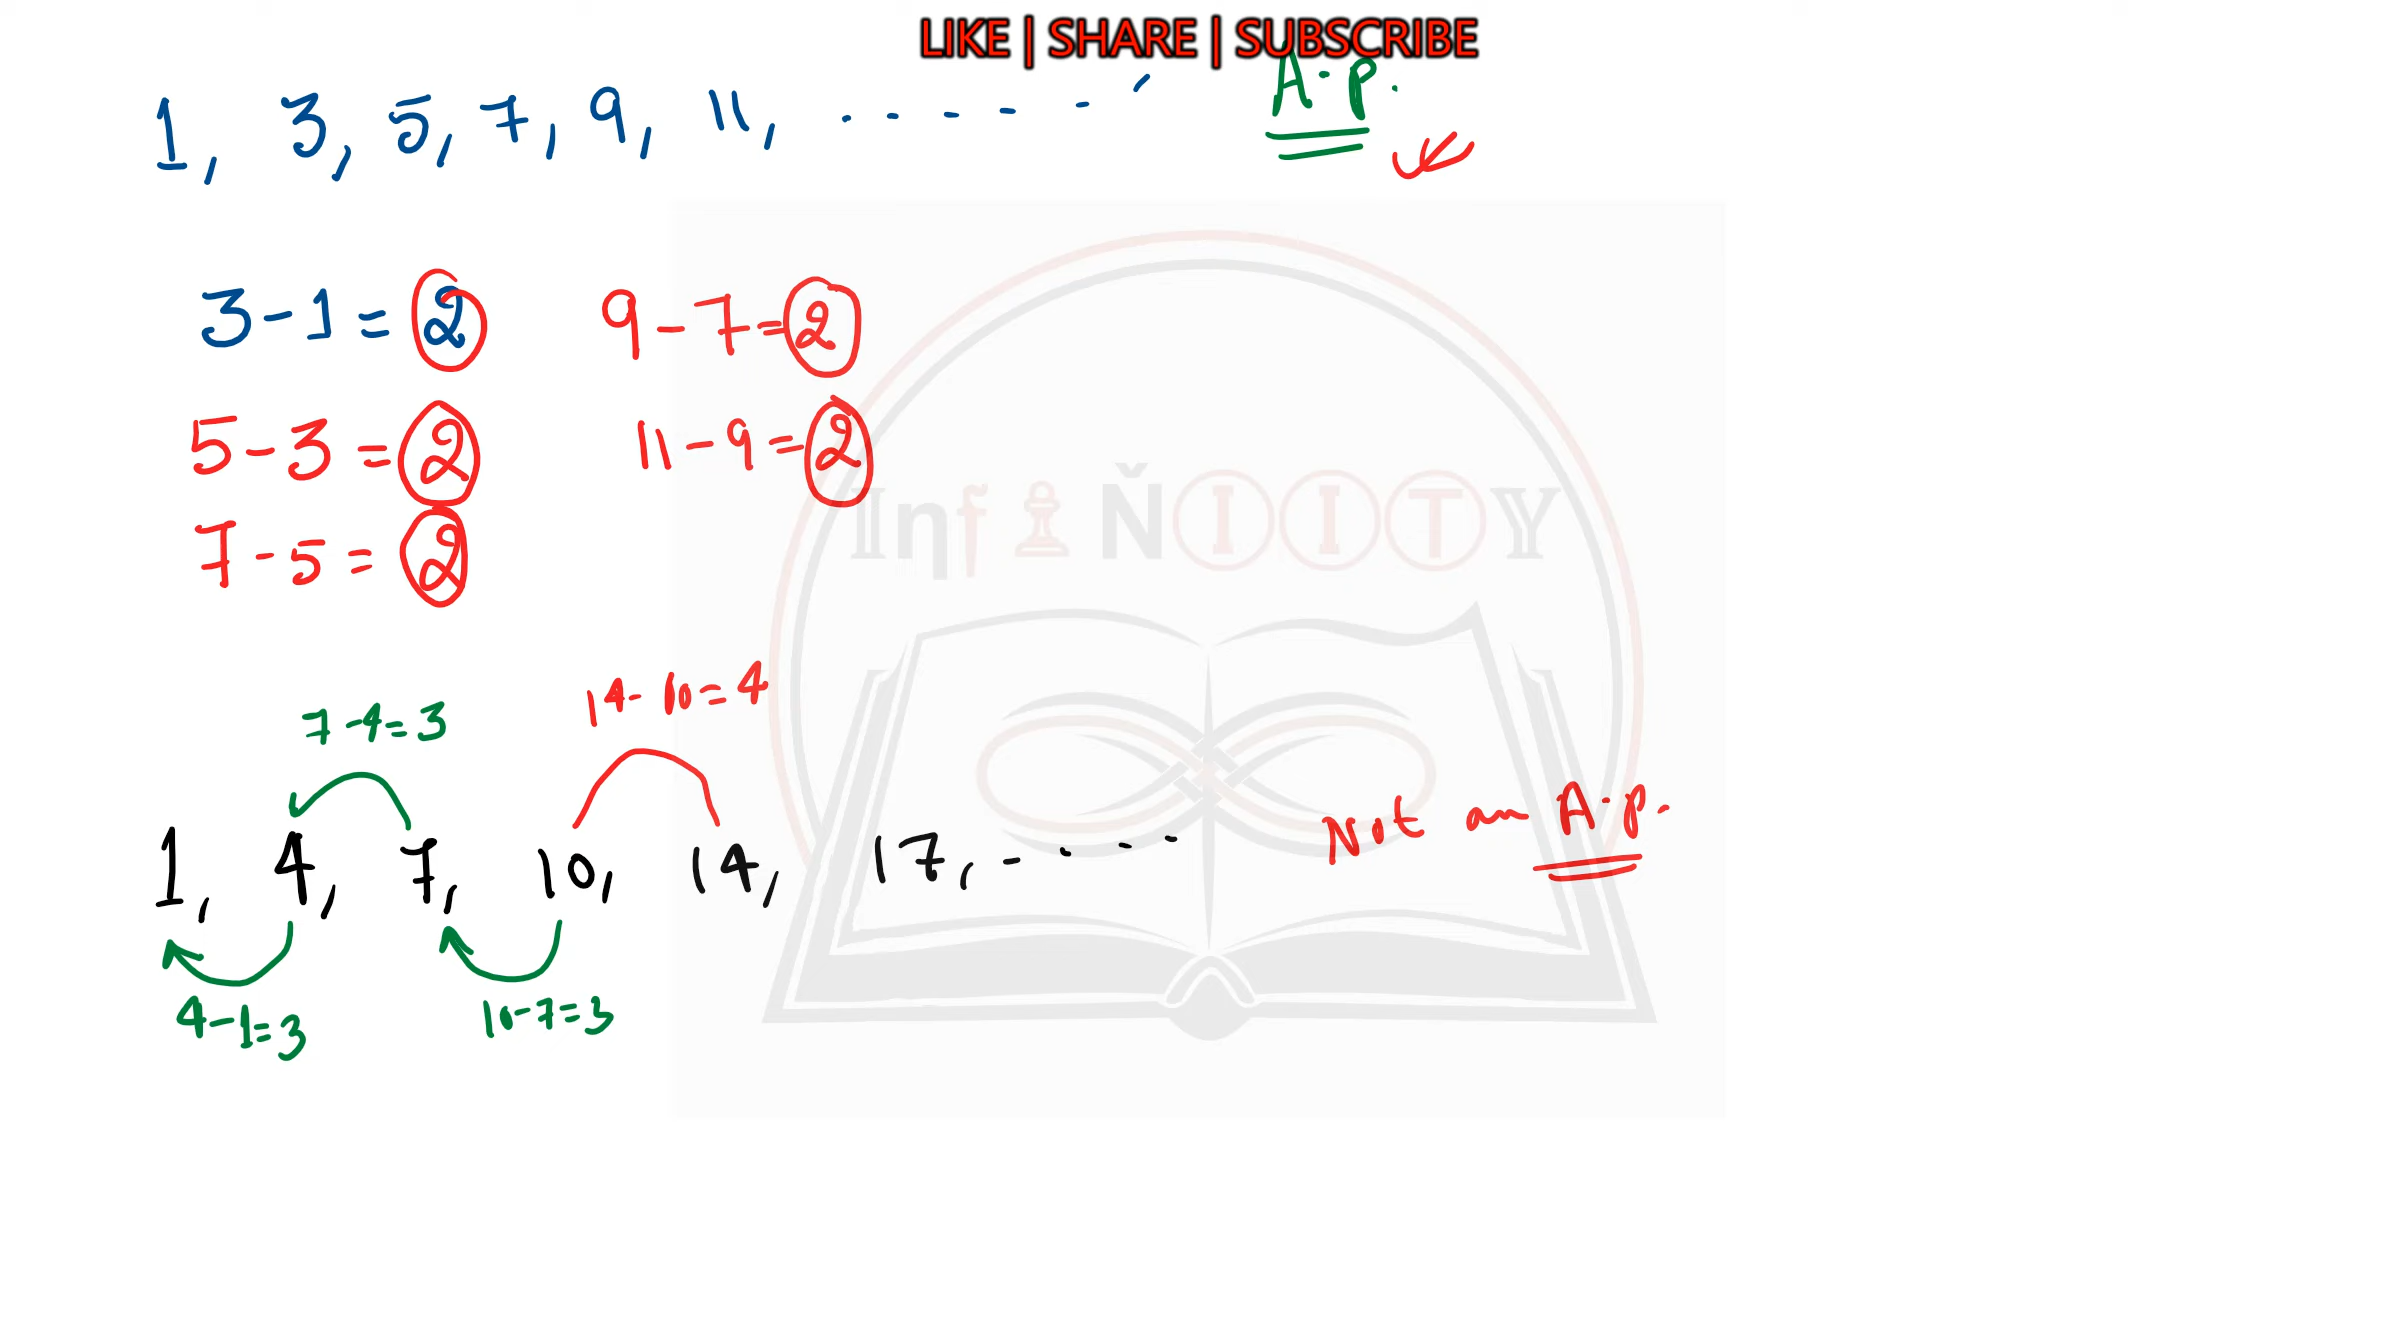 LIKE | SHARE | SUBSCRIBE
1, 3, 5, 7, 9, 11, ...... A.P.
3-1=2 9-7=2
5-3=2 11-9=2
7-5=2
InfiŇIITY
7-4=3 14-10=4
1, 4, 7, 10, 14, 17, ..... Not an A.P.
4-1=3 10-7=3